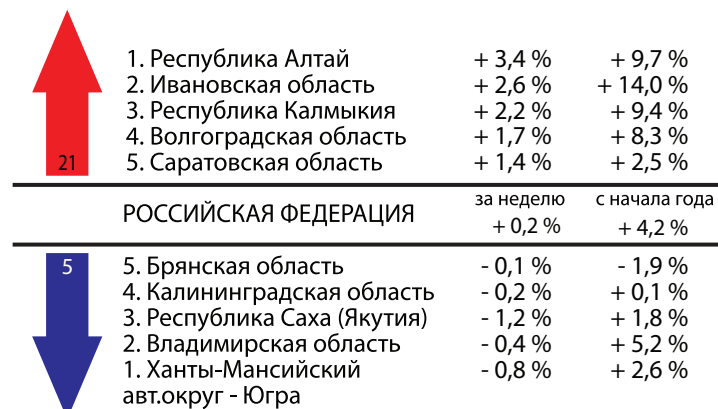 1. Республика Алтай + 3,4 % + 9,7 %
2. Ивановская область + 2,6 % + 14,0 %
3. Республика Калмыкия + 2,2 % + 9,4 %
4. Волгоградская область + 1,7 % + 8,3 %
21 5. Саратовская область + 1,4 % + 2,5 %
за неделю с начала года
РОССИЙСКАЯ ФЕДЕРАЦИЯ + 0,2 % + 4,2 %
5 5. Брянская область - 0,1 % - 1,9 %
4. Калининградская область - 0,2 % + 0,1 %
3. Республика Саха (Якутия) - 1,2 % + 1,8 %
2. Владимирская область - 0,4 % + 5,2 %
1. Ханты-Мансийский - 0,8 % + 2,6 %
авт.округ - Югра